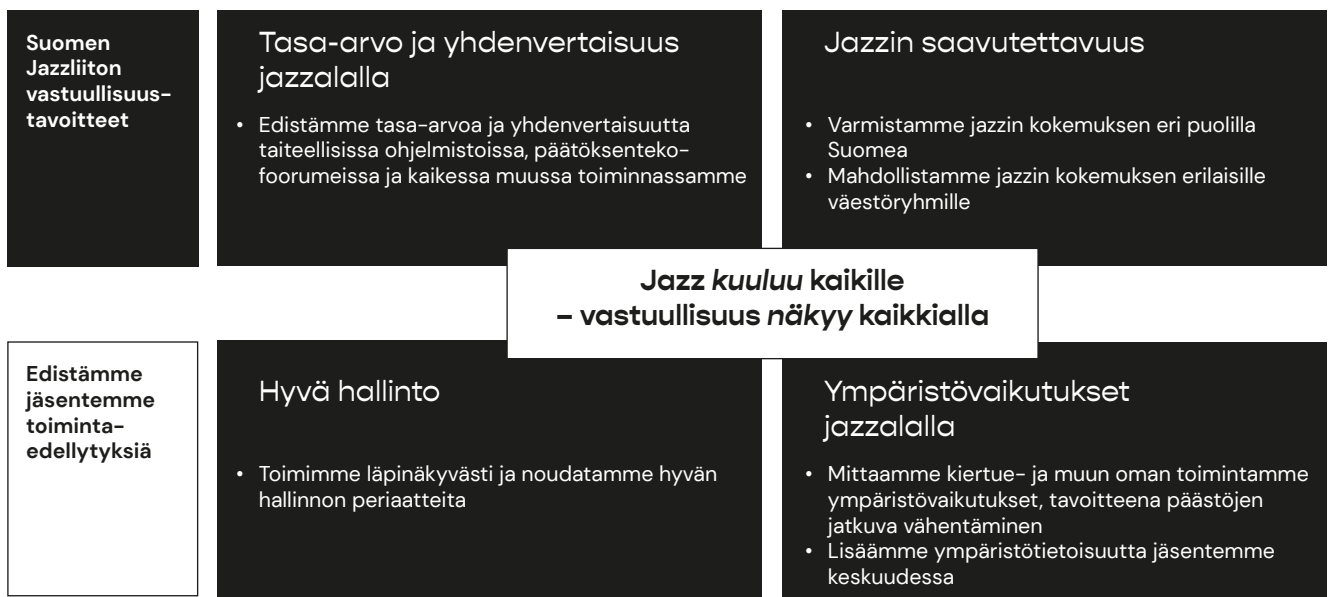 Suomen
Jazzliiton
vastuullisuus-
tavoitteet
Tasa-arvo ja yhdenvertaisuus
jazzalalla
• Edistämme tasa-arvoa ja yhdenvertaisuutta
taiteellisissa ohjelmistoissa, päätöksenteko-
foorumeissa ja kaikessa muussa toiminnassamme
Jazzin saavutettavuus
• Varmistamme jazzin kokemuksen eri puolilla
Suomea
• Mahdollistamme jazzin kokemuksen erilaisille
väestöryhmille
Jazz kuuluu kaikille
– vastuullisuus näkyy kaikkialla
Edistämme
jäsentemme
toiminta-
edellytyksiä
Hyvä hallinto
• Toimimme läpinäkyvästi ja noudatamme hyvän
hallinnon periaatteita
Ympäristövaikutukset
jazzalalla
• Mittaamme kiertue- ja muun oman toimintamme
ympäristövaikutukset, tavoitteena päästöjen
jatkuva vähentäminen
• Lisäämme ympäristötietoisuutta jäsentemme
keskuudessa